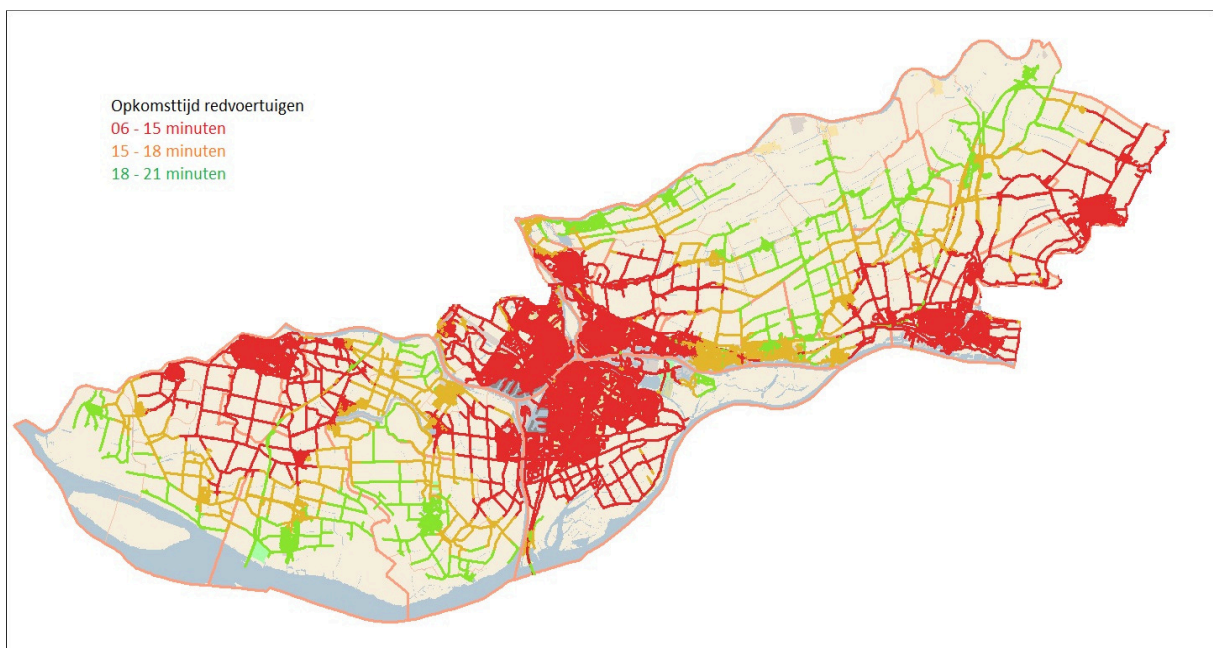 Opkomsttijd redvoertuigen
06 - 15 minuten
15 - 18 minuten
18 - 21 minuten